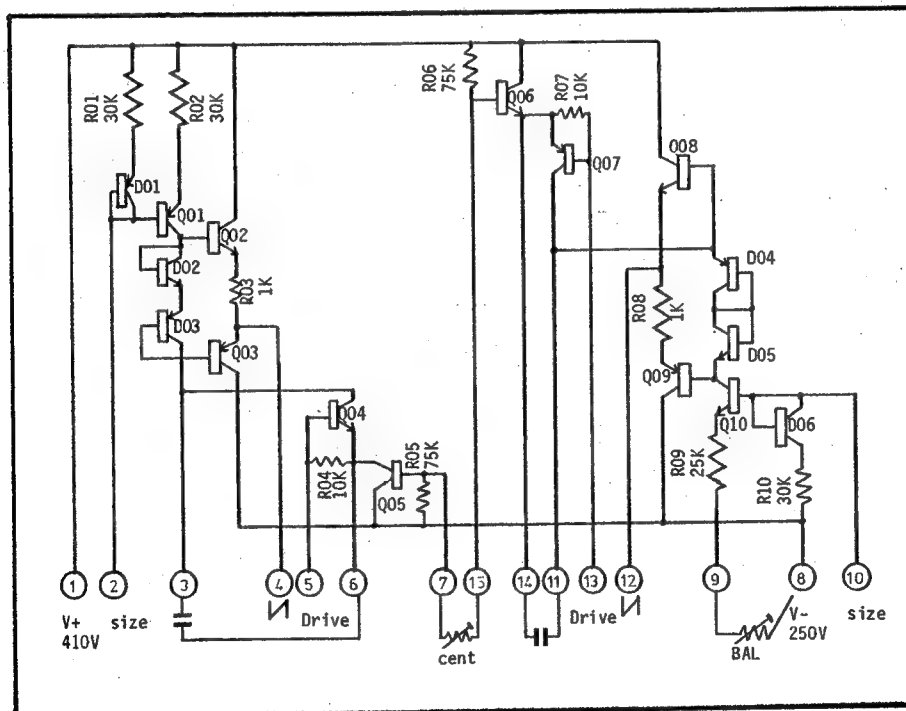 R01
30K
R02
30K
R06
75K
Q06
R07
10K
Q07
Q08
D01
Q01
Q02
D02
R03
1K
D03
Q03
D04
R08
1K
D05
Q09
Q10
D06
Q04
R04
10K
R05
75K
Q05
R09
25K
R10
30K
1 2 3 4 5 6 7 15 14 11 13 12 9 8 10
V+
410V
size
Drive
cent
Drive
BAL
V-
250V
size